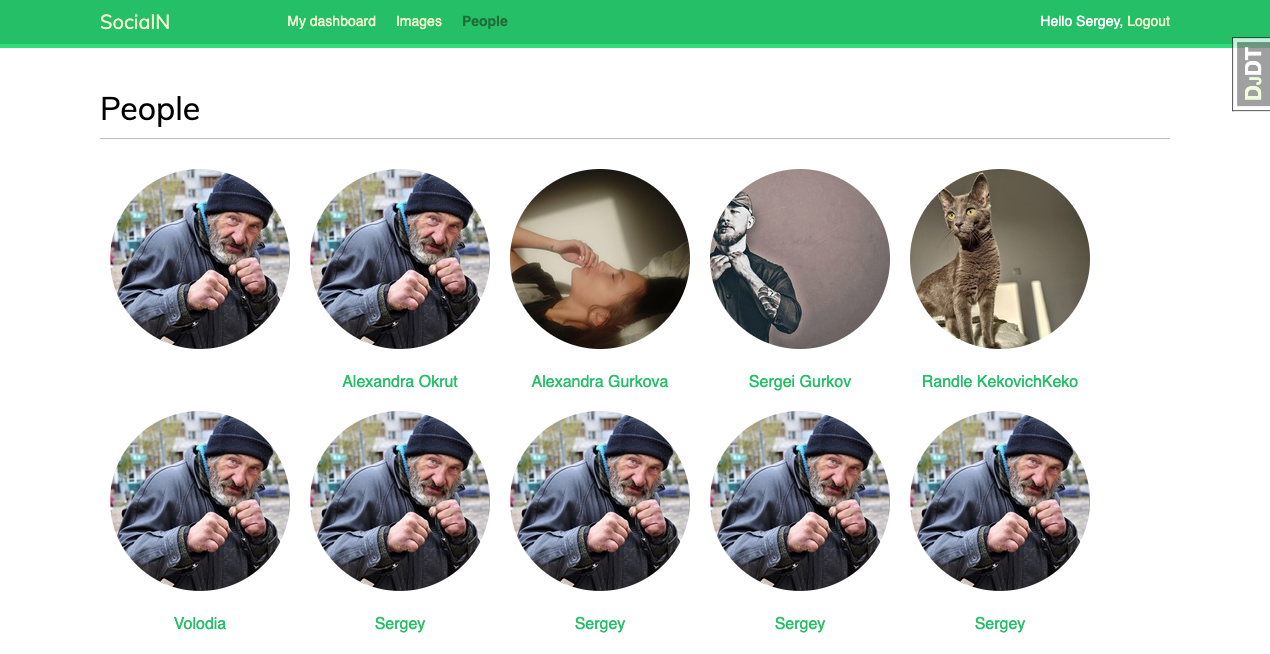 SocialN My dashboard Images People Hello Sergey, Logout
DJDT
People
Alexandra Okrut Alexandra Gurkova Sergei Gurkov Randle KekovichKeko
Volodia Sergey Sergey Sergey Sergey